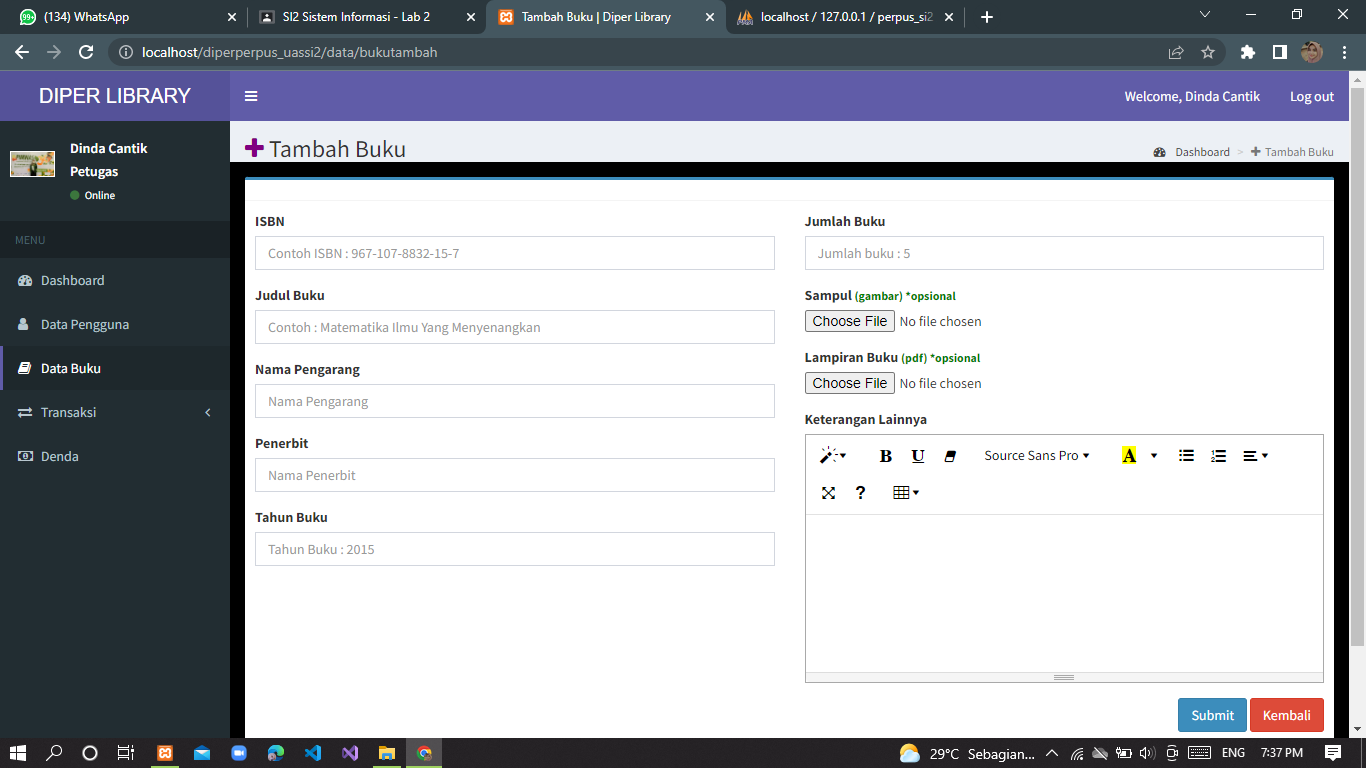 (134) WhatsApp
SI2 Sistem Informasi - Lab 2
Tambah Buku | Diper Library
localhost / 127.0.0.1 / perpus_si2
localhost/diperperpus_uassi2/data/bukutambah
DIPER LIBRARY
Welcome, Dinda Cantik
Log out
Dinda Cantik
Petugas
Online
MENU
Dashboard
Data Pengguna
Data Buku
Transaksi
Denda
Tambah Buku
Dashboard > Tambah Buku
ISBN
Contoh ISBN : 967-107-8832-15-7
Judul Buku
Contoh : Matematika Ilmu Yang Menyenangkan
Nama Pengarang
Nama Pengarang
Penerbit
Nama Penerbit
Tahun Buku
Tahun Buku : 2015
Jumlah Buku
Jumlah buku : 5
Sampul (gambar) *opsional
Choose File No file chosen
Lampiran Buku (pdf) *opsional
Choose File No file chosen
Keterangan Lainnya
B U Source Sans Pro A
?
Submit
Kembali
29°C Sebagian... ENG 7:37 PM